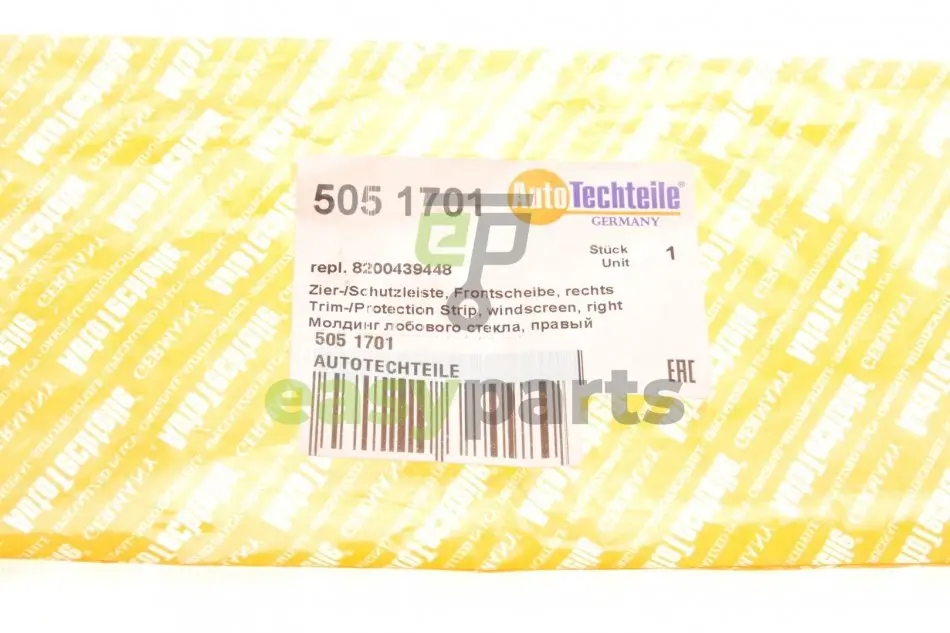 505 1701
AutoTechteile®
GERMANY
Stück
Unit
1
repl. 8200439448
Zier-/Schutzleiste, Frontscheibe, rechts
Trim-/Protection Strip, windscreen, right
Молдинг лобового стекла, правый
505 1701
AUTOTECHTEILE
EAC
ep
easyparts